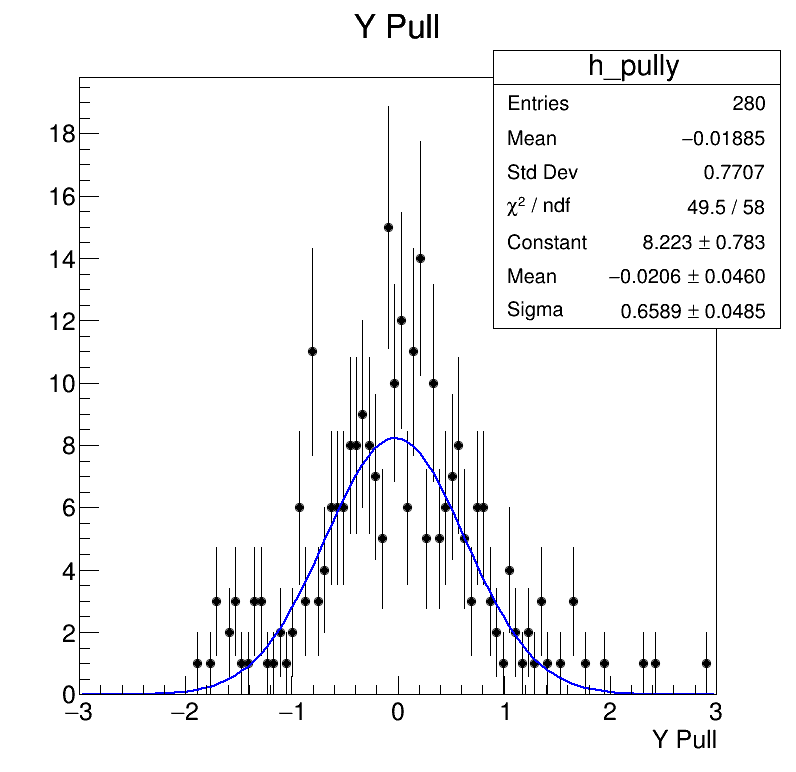 Y Pull
h_pully
Entries 280
Mean −0.01885
Std Dev 0.7707
χ² / ndf 49.5 / 58
Constant 8.223 ± 0.783
Mean −0.0206 ± 0.0460
Sigma 0.6589 ± 0.0485
18
16
14
12
10
8
6
4
2
0
−3 −2 −1 0 1 2 3
Y Pull